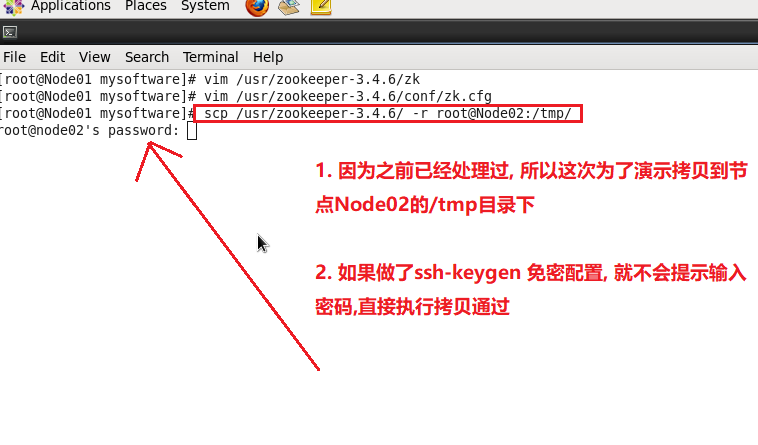 Applications Places System
File Edit View Search Terminal Help
[root@Node01 mysoftware]# vim /usr/zookeeper-3.4.6/zk
[root@Node01 mysoftware]# vim /usr/zookeeper-3.4.6/conf/zk.cfg
[root@Node01 mysoftware]# scp /usr/zookeeper-3.4.6/ -r root@Node02:/tmp/
root@node02's password:
1. 因为之前已经处理过, 所以这次为了演示拷贝到节
点Node02的/tmp目录下
2. 如果做了ssh-keygen 免密配置, 就不会提示输入
密码,直接执行拷贝通过